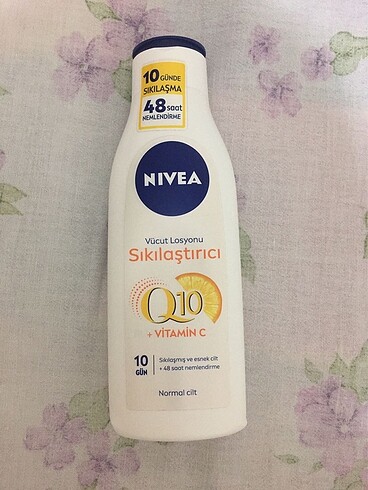 10 GÜNDE
SIKILAŞMA
48 saat
NEMLENDİRME
NIVEA
Vücut Losyonu
Sıkılaştırıcı
Q10
+ VİTAMİN C
10 GÜN
Sıkılaşmış ve esnek cilt
+ 48 saat nemlendirme
Normal cilt